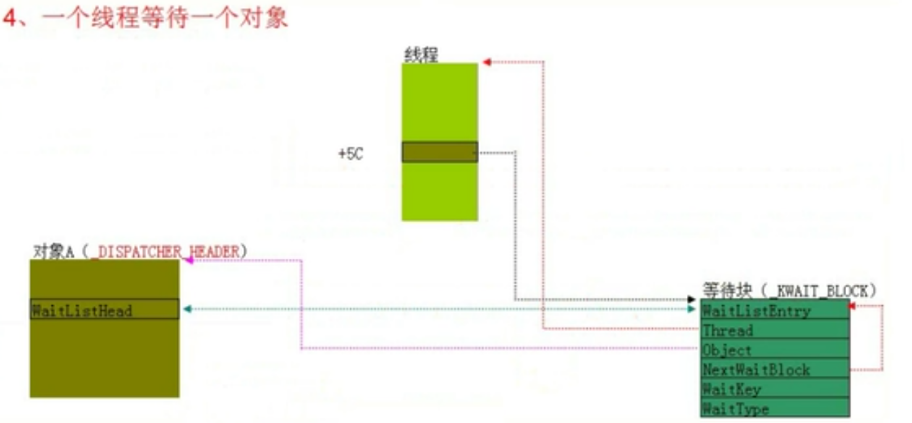 4、一个线程等待一个对象
线程
+5C
对象A（_DISPATCHER_HEADER）
WaitListHead
等待块（_KWAIT_BLOCK）
WaitListEntry
Thread
Object
NextWaitBlock
WaitKey
WaitType